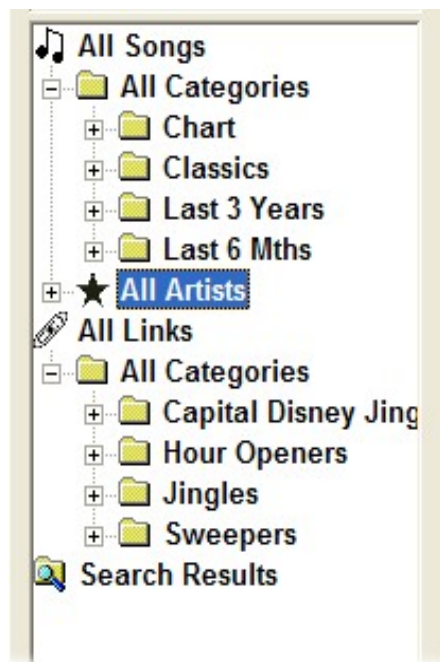 All Songs
All Categories
Chart
Classics
Last 3 Years
Last 6 Mths
All Artists
All Links
All Categories
Capital Disney Jing
Hour Openers
Jingles
Sweepers
Search Results